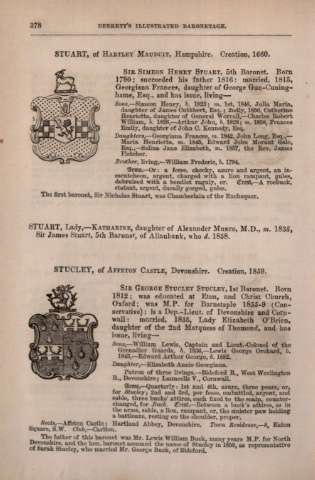 378 DEBRETT'S ILLUSTRATED BARONETAGE.
STUART, of HARTLEY MAUDUIT, Hampshire. Creation, 1660.
SIR SIMEON HENRY STUART, 5th Baronet. Born
1790; succeeded his father 1816: married, 1815,
Georgiana Frances, daughter of George Gun-Cuning-
hame, Esq., and has issue, living—
Sons,—Simeon Henry, b. 1823; m. 1st, 1848, Julia Maria,
daughter of James Cuthbert, Esq.; 2ndly, 1856, Catherine
Henrietta, daughter of General Worrall,—Charles Robert
William, b. 1826,—Arthur John, b. 1828; m. 1858, Frances
Emily, daughter of John C. Kennedy, Esq.
Daughters,—Georgiana Frances, m. 1842, John Long, Esq.,—
Maria Henrietta, m. 1845, Edward John Morant Gale,
Esq.,—Selina Jane Elizabeth, m. 1857, the Rev. James
Fletcher.
Brother, living,—William Frederic, b. 1794.
Arms,—Or: a fesse, checky, azure and argent, an in-
escutcheon, argent, charged with a lion rampant, gules,
debruised with a bendlet raguly, or. Crest,—A roebuck,
statant, argent, ducally gorged, gules.
The first baronet, Sir Nicholas Stuart, was Chamberlain of the Exchequer.
STUART, Lady,—KATHARINE, daughter of Alexander Munro, M.D., m. 1835,
Sir James Stuart, 5th Baronet, of Allanbank, who d. 1858.
STUCLEY, of AFFETON CASTLE, Devonshire. Creation, 1859.
SIR GEORGE STUCLEY STUCLEY, 1st Baronet. Born
1812: was educated at Eton, and Christ Church,
Oxford; was M.P. for Barnstaple 1855-9 (Con-
servative): is a Dep.-Lieut. of Devonshire and Corn-
wall: married, 1835, Lady Elizabeth O'Brien,
daughter of the 2nd Marquess of Thomond, and has
issue, living—
Sons,—William Lewis, Captain and Lieut.-Colonel of the
Grenadier Guards, b. 1836,—Lewis George Orchard, b.
1843,—Edward Arthur George, b. 1852.
Daughter,—Elizabeth Annie Georgiana.
Patron of three livings,—Bideford R., West Worlington
R., Devonshire; Launcells V., Cornwall.
Arms,—Quarterly: 1st and 4th, azure, three pears, or,
for Stucley; 2nd and 3rd, per fesse, embattled, argent, and
sable, three bucks' attires, each fixed to the scalp, counter-
changed, for Buck. Crest,—Between a buck's attires, as in
the arms, sable, a lion, rampant, or, the sinister paw holding
a battleaxe, resting on the shoulder, proper.
Seats,—Affeton Castle: Hartland Abbey, Devonshire. Town Residence,— Eaton
Square, S.W. Club,—Carlton.
The father of this baronet was Mr. Lewis William Buck, many years M.P. for North
Devonshire, and the hon. baronet assumed the name of Stucley in 1858, as representative
of Sarah Stucley, who married Mr. George Buck, of Bideford.